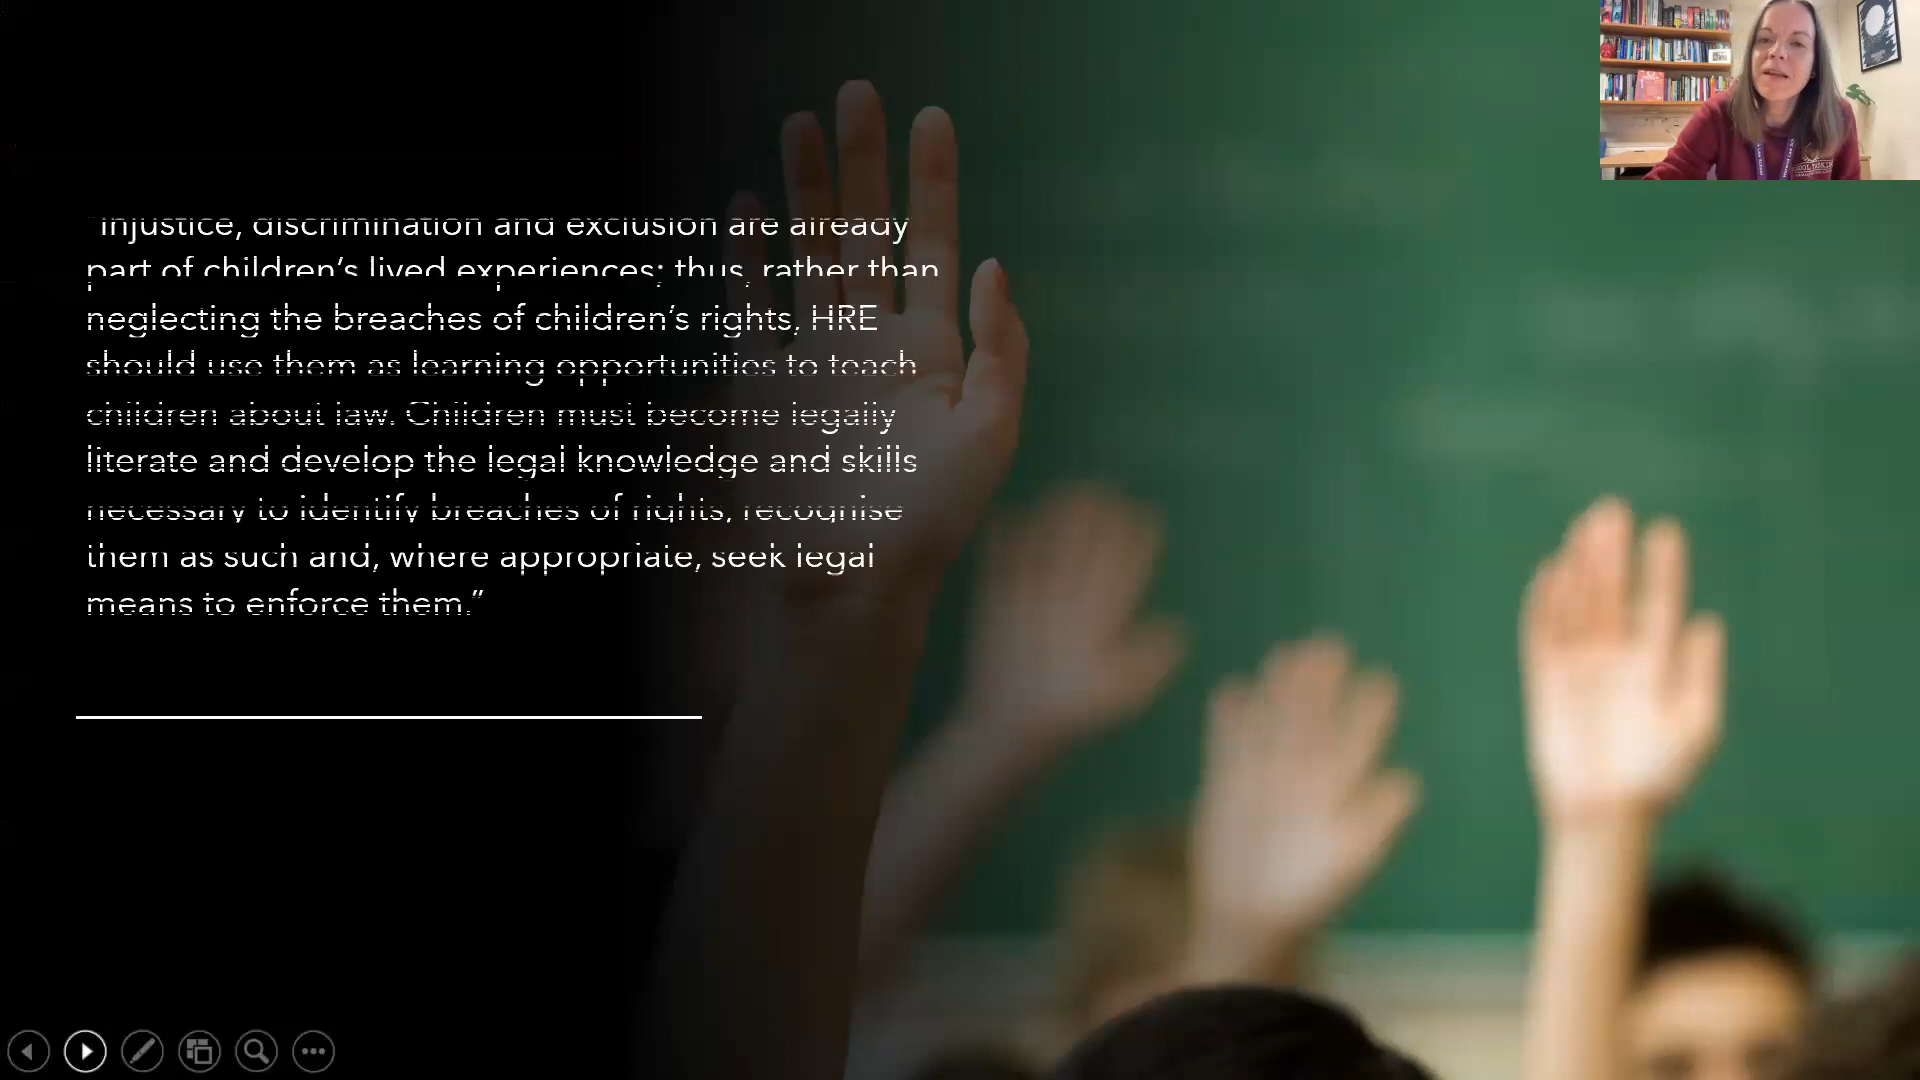 "Injustice, discrimination and exclusion are already
part of children’s lived experiences; thus, rather than
neglecting the breaches of children’s rights, HRE
should use them as learning opportunities to teach
children about law. Children must become legally
literate and develop the legal knowledge and skills
necessary to identify breaches of rights, recognise
them as such and, where appropriate, seek legal
means to enforce them.”